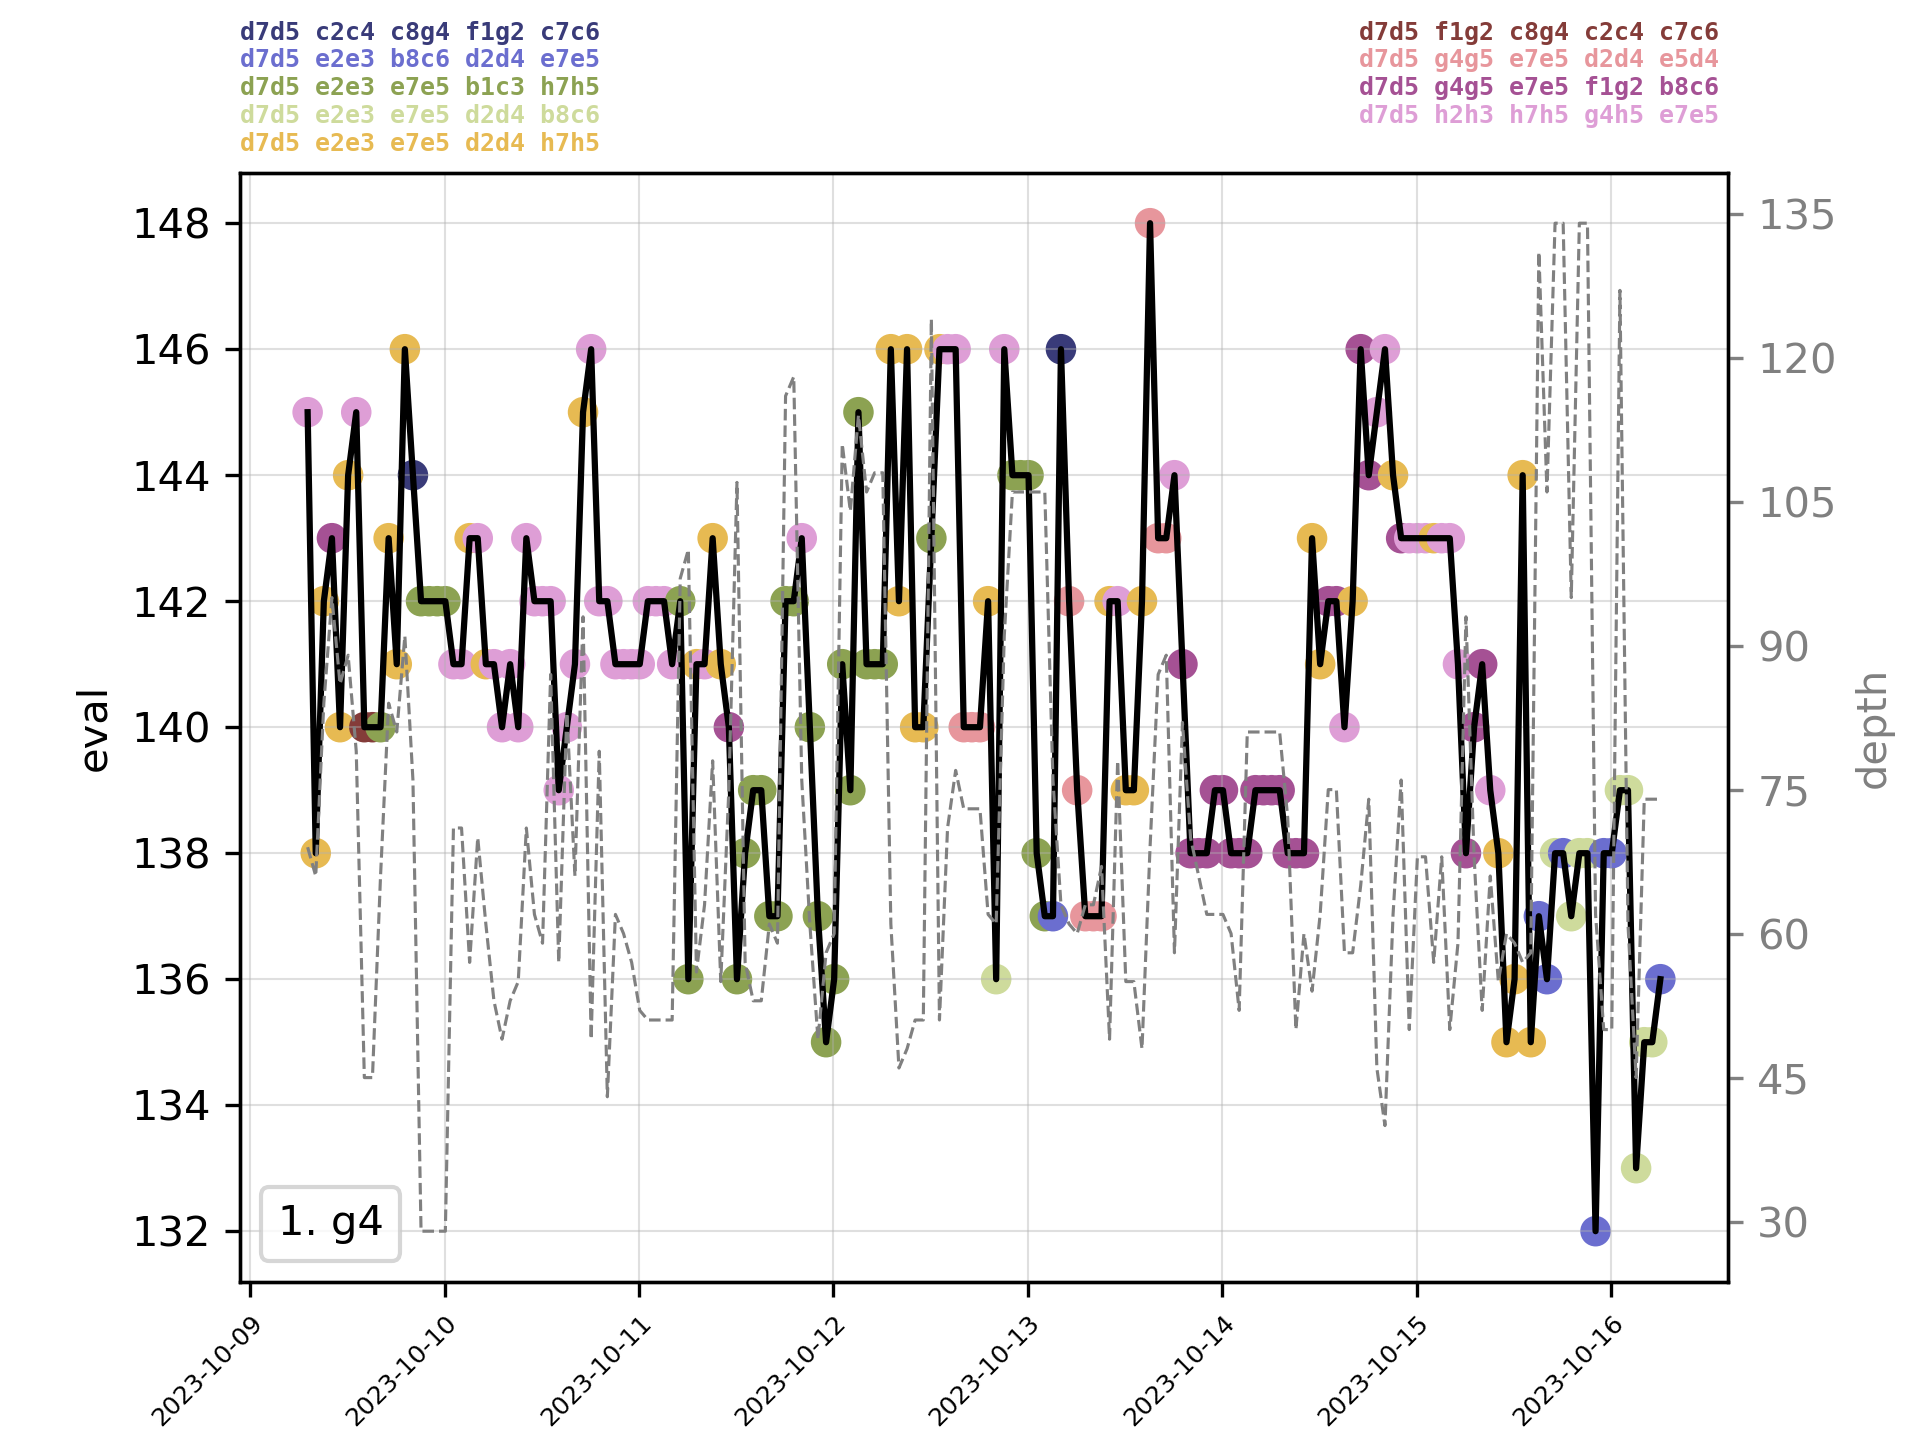 d7d5 c2c4 c8g4 f1g2 c7c6
d7d5 e2e3 b8c6 d2d4 e7e5
d7d5 e2e3 e7e5 b1c3 h7h5
d7d5 e2e3 e7e5 d2d4 b8c6
d7d5 e2e3 e7e5 d2d4 h7h5
d7d5 f1g2 c8g4 c2c4 c7c6
d7d5 g4g5 e7e5 d2d4 e5d4
d7d5 g4g5 e7e5 f1g2 b8c6
d7d5 h2h3 h7h5 g4h5 e7e5
eval
148
146
144
142
140
138
136
134
132
135
120
105
90
75
60
45
30
depth
1. g4
2023-10-09
2023-10-10
2023-10-11
2023-10-12
2023-10-13
2023-10-14
2023-10-15
2023-10-16